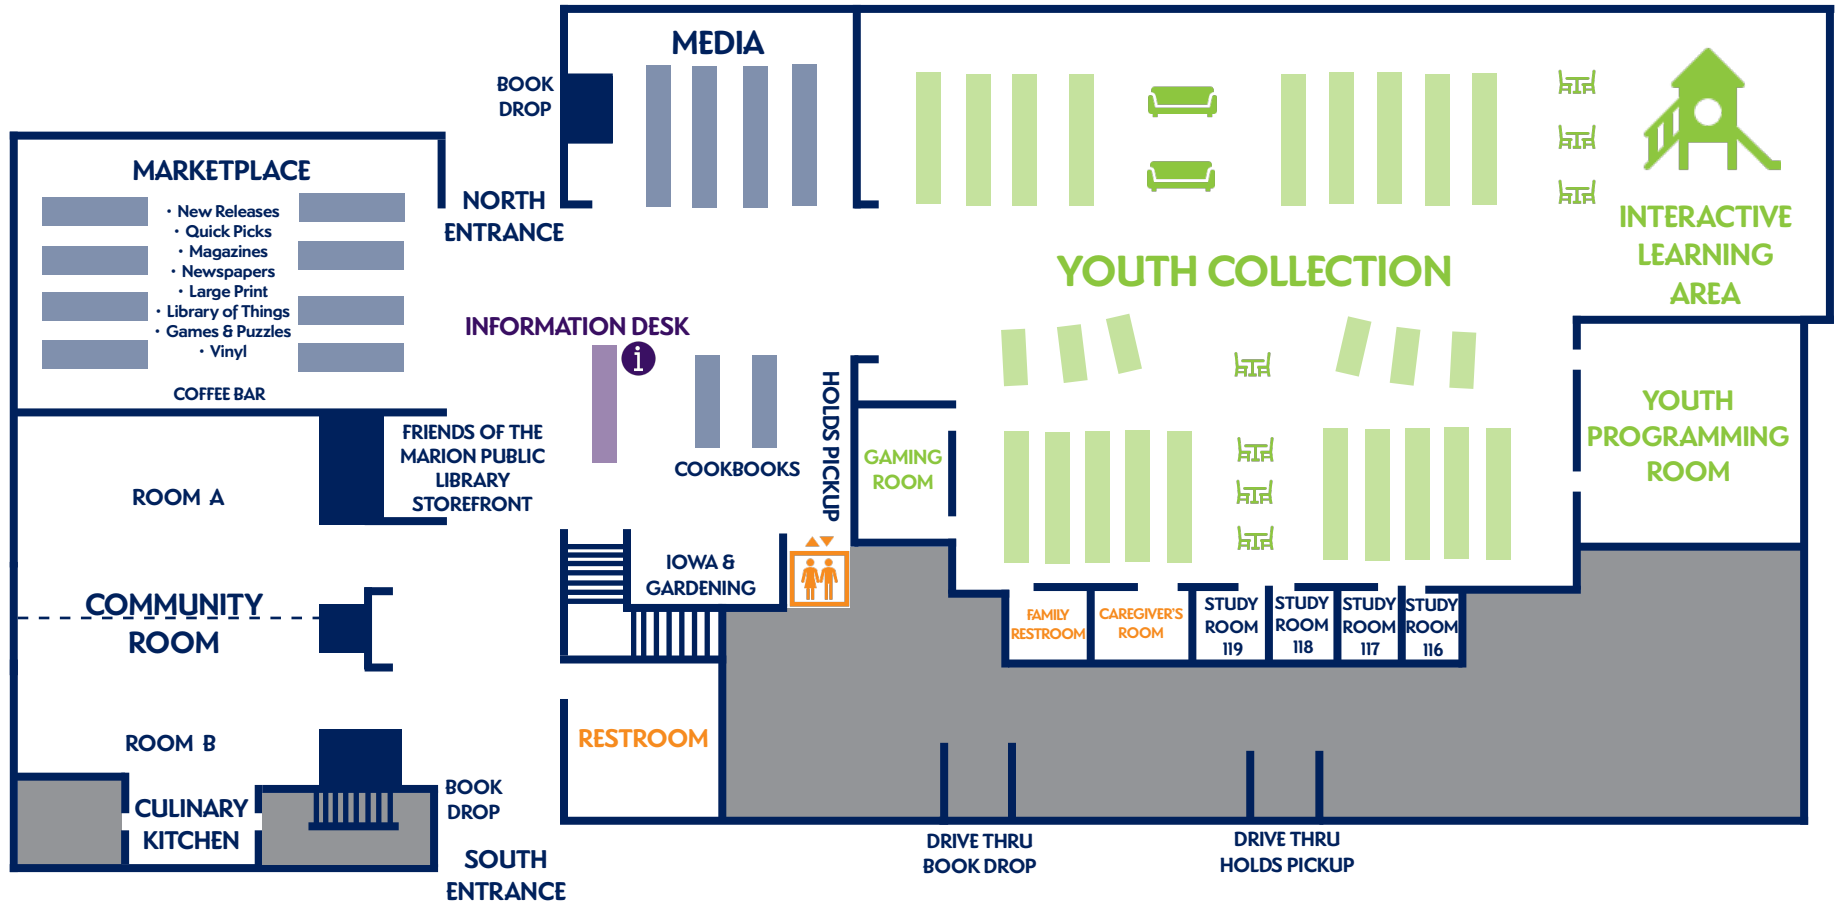 MEDIA
BOOK
DROP
MARKETPLACE
• New Releases
• Quick Picks
• Magazines
• Newspapers
• Large Print
• Library of Things
• Games & Puzzles
• Vinyl
COFFEE BAR
NORTH
ENTRANCE
INTERACTIVE
LEARNING
AREA
YOUTH COLLECTION
INFORMATION DESK
i
HOLDS PICKUP
COOKBOOKS
FRIENDS OF THE
MARION PUBLIC
LIBRARY
STOREFRONT
GAMING
ROOM
YOUTH
PROGRAMMING
ROOM
ROOM A
IOWA &
GARDENING
COMMUNITY
ROOM
FAMILY
RESTROOM
CAREGIVER'S
ROOM
STUDY
ROOM
119
STUDY
ROOM
118
STUDY
ROOM
117
STUDY
ROOM
116
ROOM B
RESTROOM
CULINARY
KITCHEN
BOOK
DROP
SOUTH
ENTRANCE
DRIVE THRU
BOOK DROP
DRIVE THRU
HOLDS PICKUP